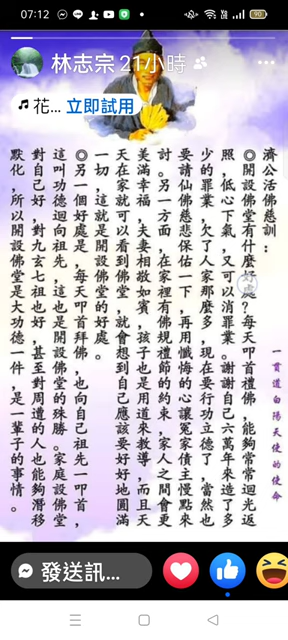 07:12
90
林志宗 21小時
花... 立即試用
濟公活佛慈訓：
◎開設佛堂有什麼好處？每天叩首禮佛，能夠常常迴光返
照，低心下氣，又可以消罪業。謝謝自己六萬年來造了多
少的罪業，欠了人家那麼多，現在要行功立德了，當然也
要請仙佛慈悲保佑一下，再用懺悔的心讓冤家債主慢點來
討。另一方面，在家裡有佛規禮節的約束，家人之間會更
美滿幸福，夫妻相敬如賓，孩子也是用道來教導，而且天
天在家就可以看到佛堂，就會想到自己應該要好好地圓滿
一切，這就是開設佛堂的好處。
◎另一個好處是，每天叩首拜佛，也向自己祖先一叩首，
這叫功德迴向祖先，這也是開設佛堂的殊勝。家庭設佛堂
對自己好，對九玄七祖也好，甚至對周遭的人也能夠潛移
默化，所以開設佛堂是大功德一件，是一輩子的事情。
一貫道白陽天使的使命
發送訊...